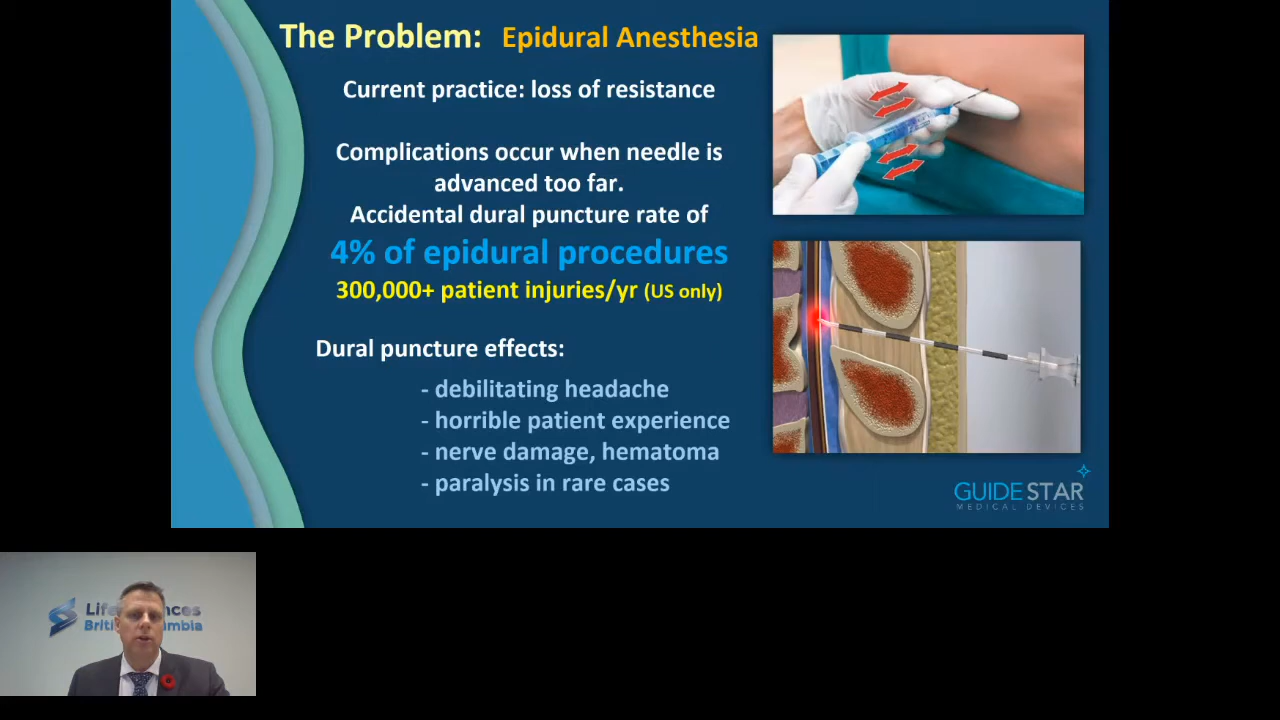 The Problem: Epidural Anesthesia
Current practice: loss of resistance
Complications occur when needle is
advanced too far.
Accidental dural puncture rate of
4% of epidural procedures
300,000+ patient injuries/yr (US only)
Dural puncture effects:
- debilitating headache
- horrible patient experience
- nerve damage, hematoma
- paralysis in rare cases
GUIDE STAR
MEDICAL DEVICES